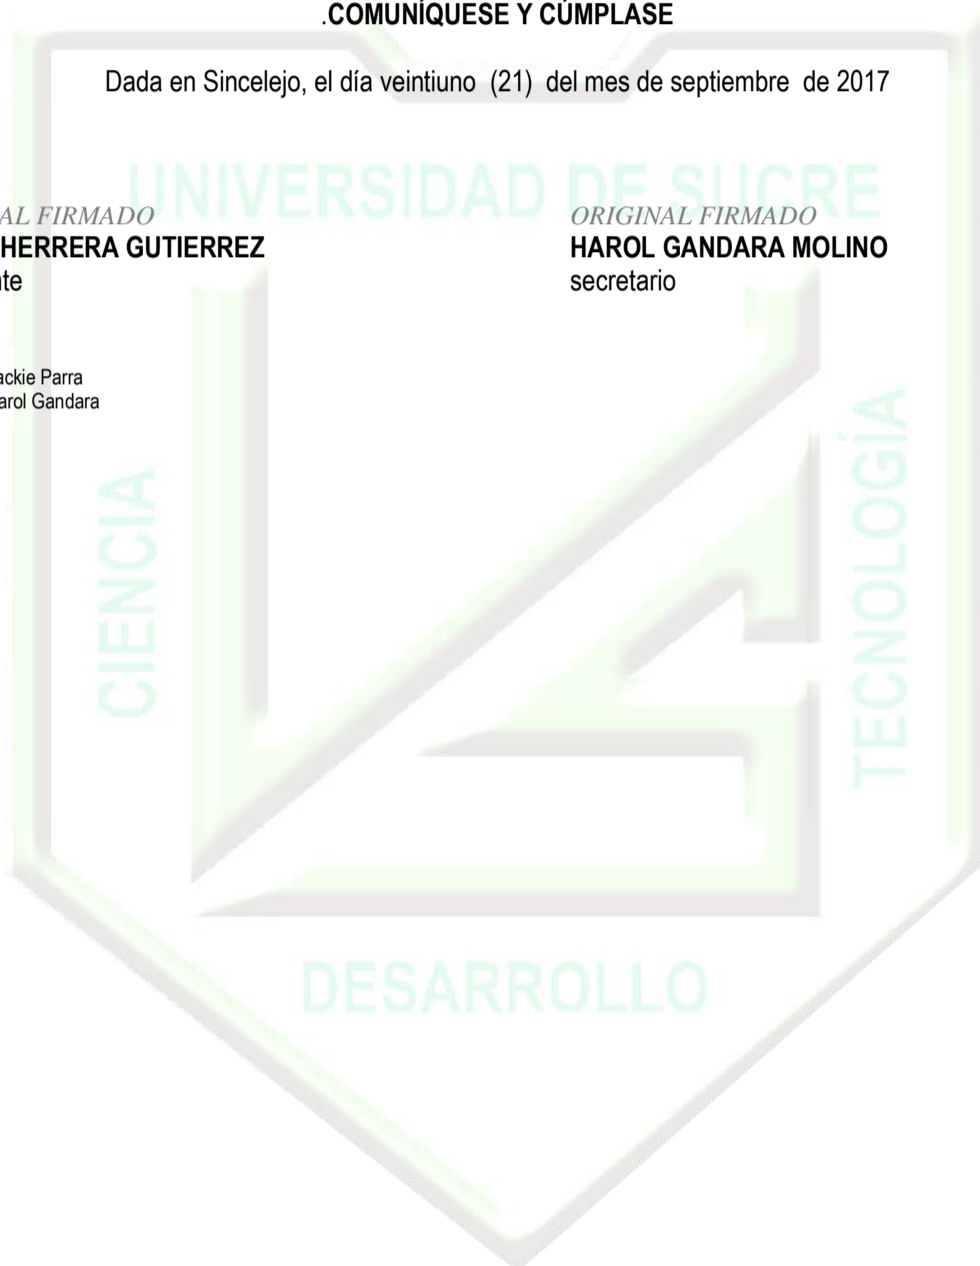 .COMUNÍQUESE Y CÚMPLASE
Dada en Sincelejo, el día veintiuno (21) del mes de septiembre de 2017
UNIVERSIDAD DE SUCRE
AL FIRMADO
HERRERA GUTIERREZ
nte
ORIGINAL FIRMADO
HAROL GANDARA MOLINO
secretario
ackie Parra
arol Gandara
CIENCIA
TECNOLOGÍA
DESARROLLO